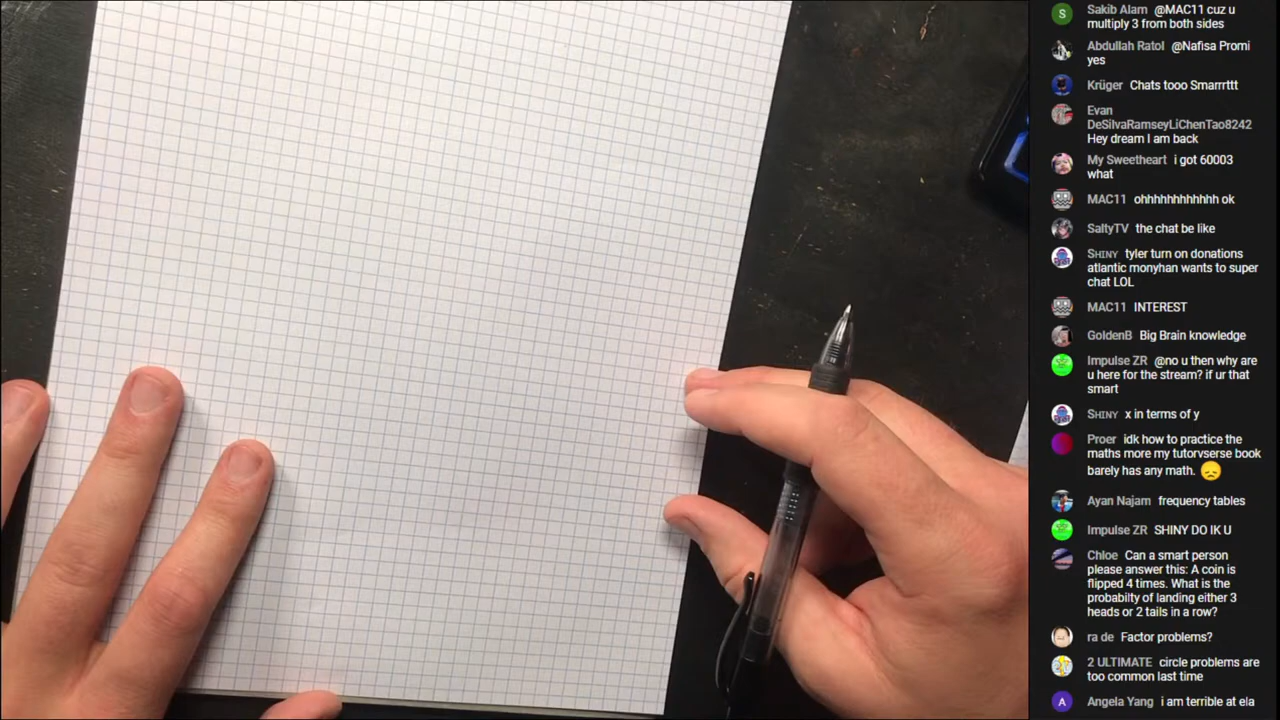 S Sakib Alam @MAC11 cuz u
multiply 3 from both sides
Abdullah Ratol @Nafisa Promi
yes
Krüger Chats tooo Smarrrttt
Evan
DeSilvaRamseyLiChenTao8242
Hey dream I am back
My Sweetheart i got 60003
what
MAC11 ohhhhhhhhhhhh ok
SaltyTV the chat be like
SHINY tyler turn on donations
atlantic monyhan wants to super
chat LOL
MAC11 INTEREST
GoldenB Big Brain knowledge
Impulse ZR @no u then why are
u here for the stream? if ur that
smart
SHINY x in terms of y
Proer idk how to practice the
maths more my tutorvserse book
barely has any math. 😞
Ayan Najam frequency tables
Impulse ZR SHINY DO IK U
Chloe Can a smart person
please answer this: A coin is
flipped 4 times. What is the
probabilty of landing either 3
heads or 2 tails in a row?
ra de Factor problems?
2 ULTIMATE circle problems are
too common last time
A Angela Yang i am terrible at ela